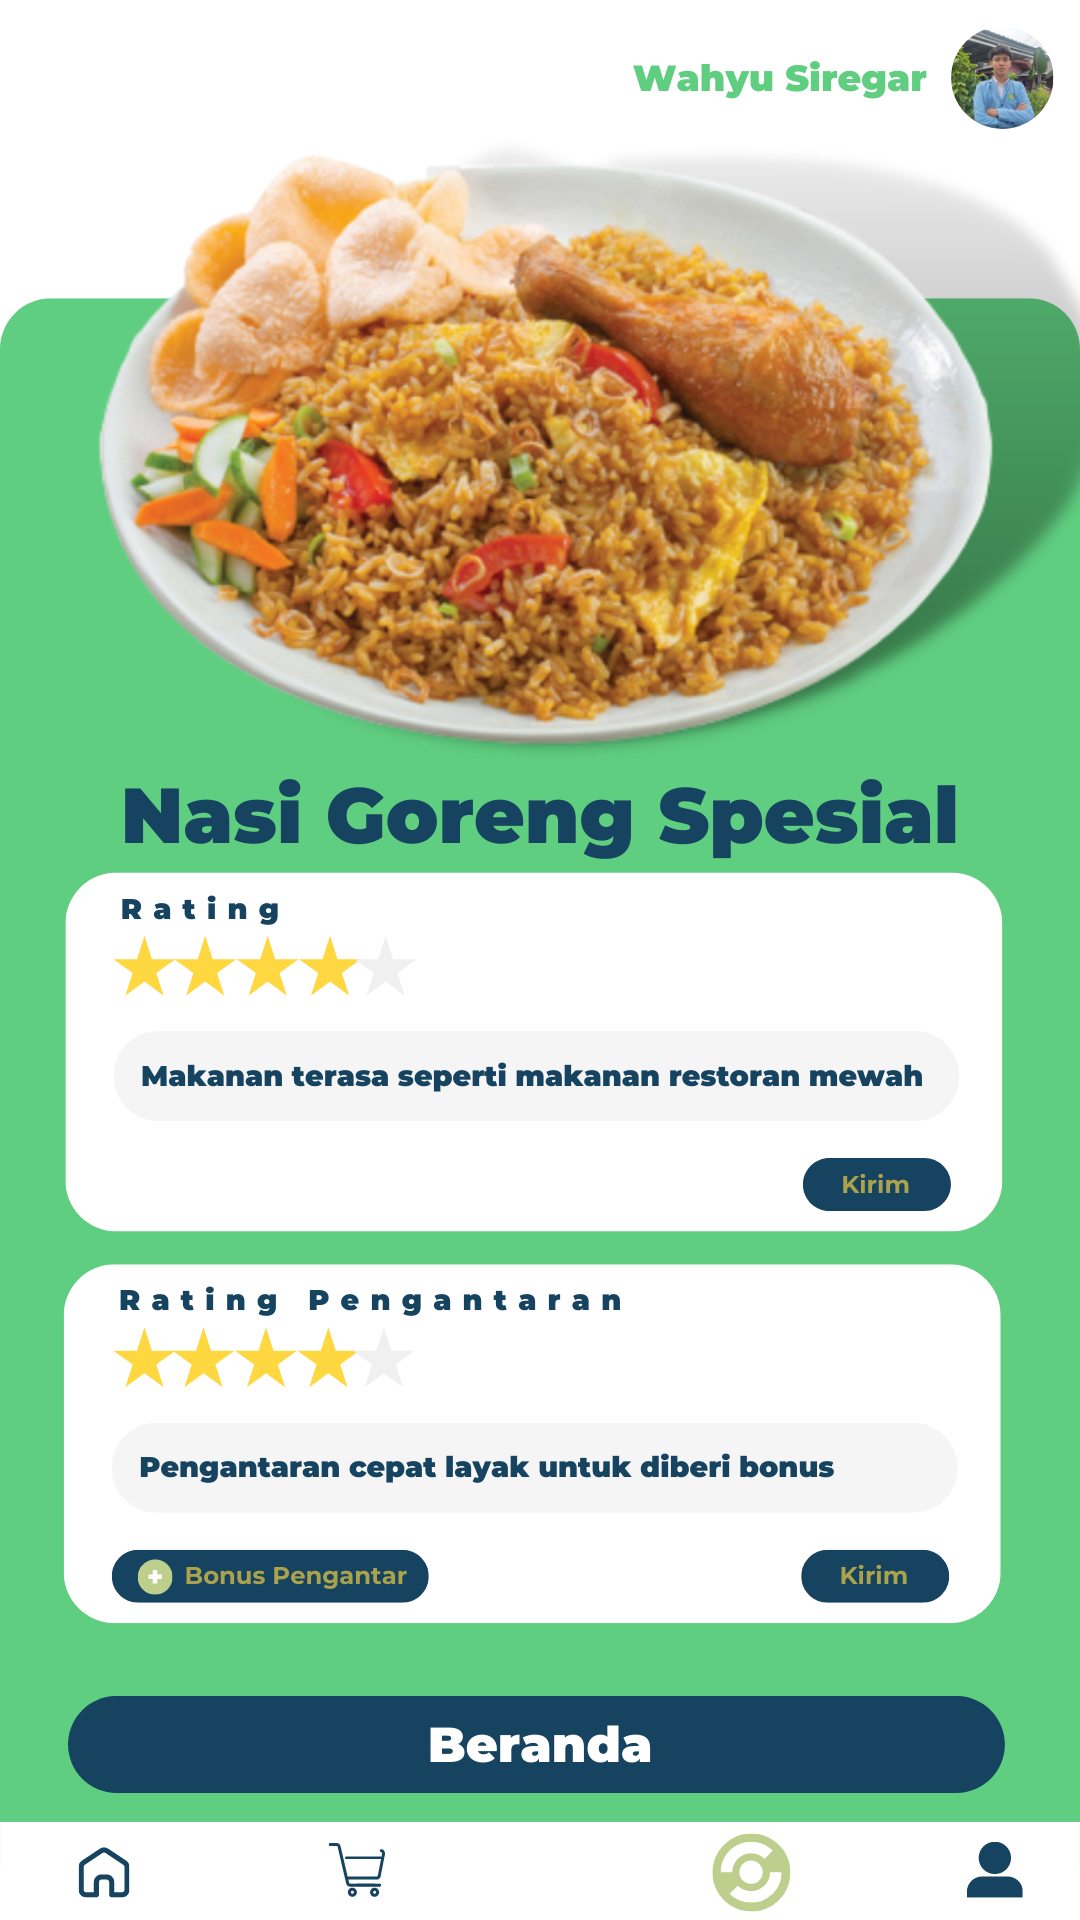 Wahyu Siregar
Nasi Goreng Spesial
Rating
Makanan terasa seperti makanan restoran mewah
Kirim
Rating Pengantaran
Pengantaran cepat layak untuk diberi bonus
Bonus Pengantar
Kirim
Beranda